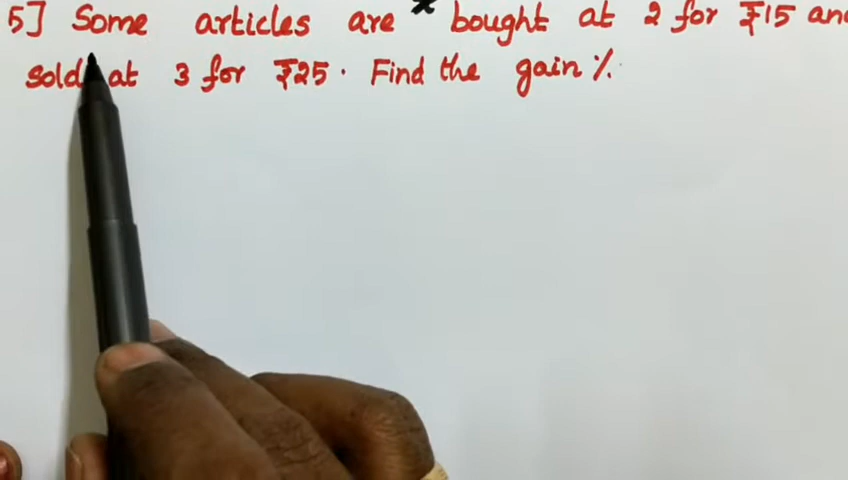 5] Some articles are bought at 2 for ₹15 and
sold at 3 for ₹25. Find the gain %.